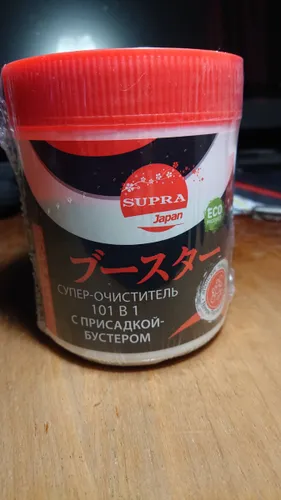 SUPRA
Japan
ECO
ブースター
СУПЕР-ОЧИСТИТЕЛЬ
101 В 1
С ПРИСАДКОЙ-
БУСТЕРОМ